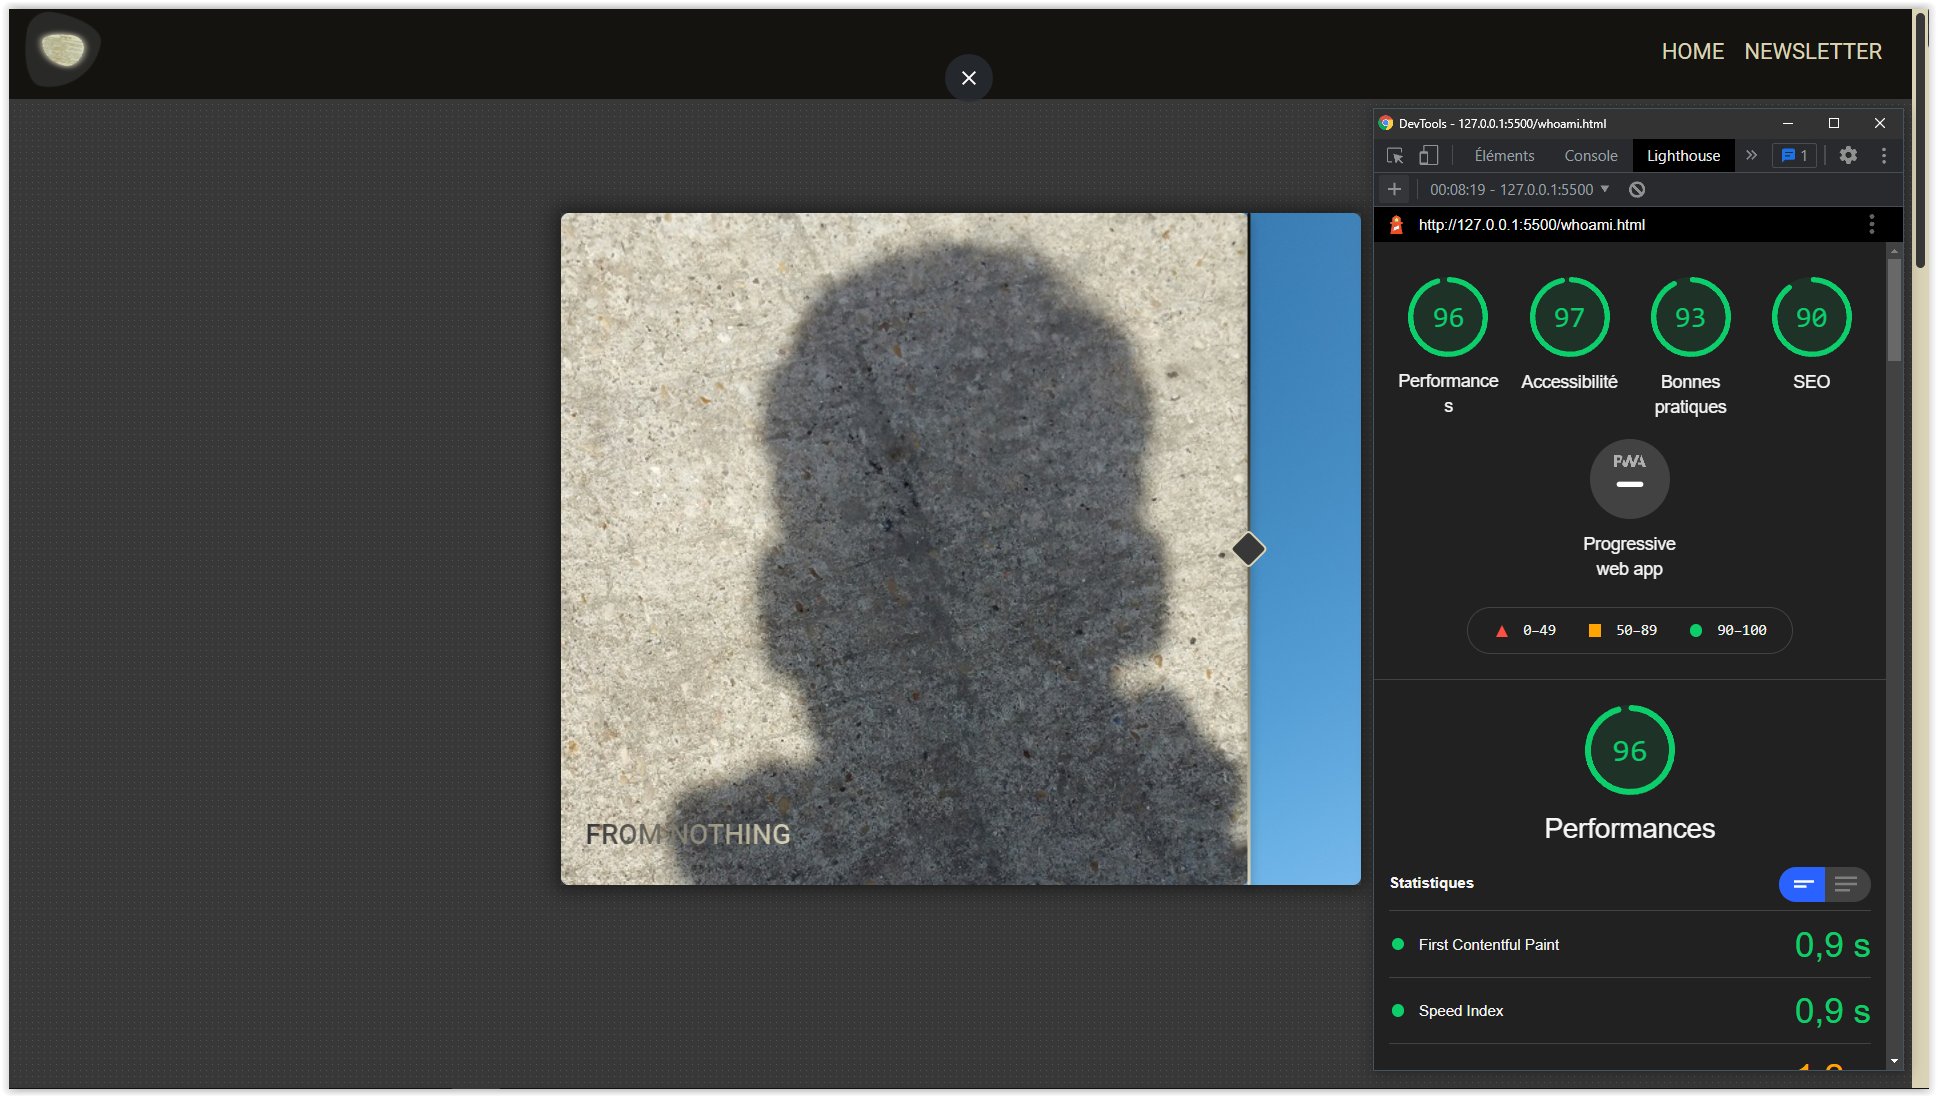 HOME NEWSLETTER
DevTools - 127.0.0.1:5500/whoami.html
Éléments Console Lighthouse 1
00:08:19 - 127.0.0.1:5500
http://127.0.0.1:5500/whoami.html
96 97 93 90
Performance
s
Accessibilité
Bonnes
pratiques
SEO
PWA
Progressive
web app
0–49 50–89 90–100
96
Performances
Statistiques
First Contentful Paint 0,9 s
Speed Index 0,9 s
FROM NOTHING